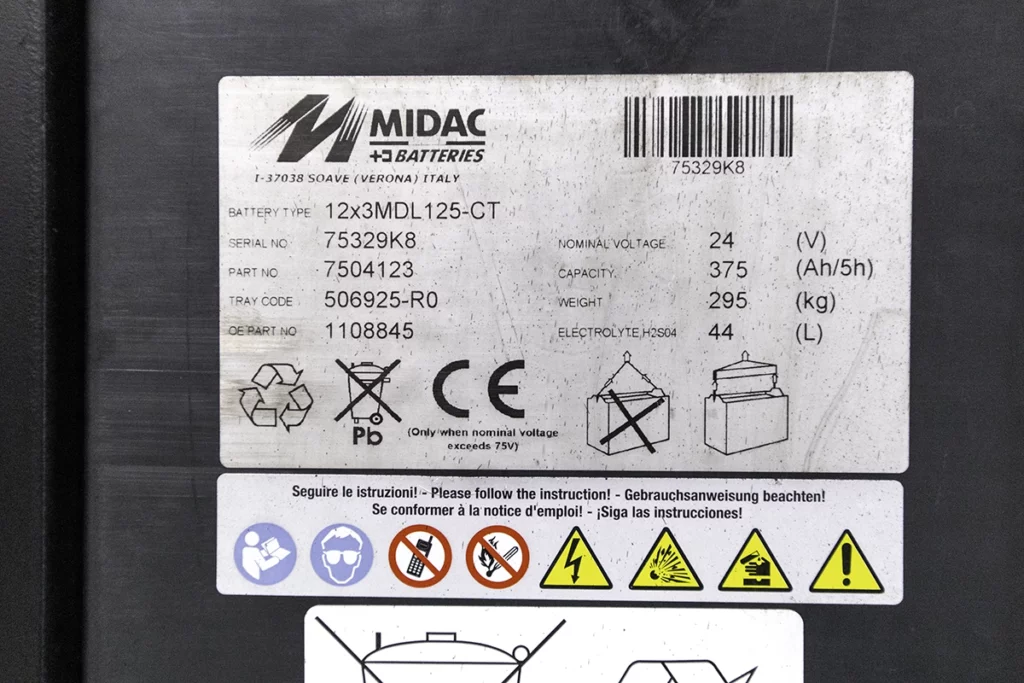 MIDAC
BATTERIES
I-37038 SOAVE (VERONA) ITALY
75329K8
BATTERY TYPE 12x3MDL125-CT
SERIAL NO 75329K8 NOMINAL VOLTAGE 24 (V)
PART NO 7504123 CAPACITY 375 (Ah/5h)
TRAY CODE 506925-R0 WEIGHT 295 (kg)
OE PART NO 1108845 ELECTROLYTE H2S04 44 (L)
CE
Pb
(Only when nominal voltage
exceeds 75V)
Seguire le istruzioni! - Please follow the instruction! - Gebrauchsanweisung beachten!
Se conformer à la notice d'emploi! - ¡Siga las instrucciones!